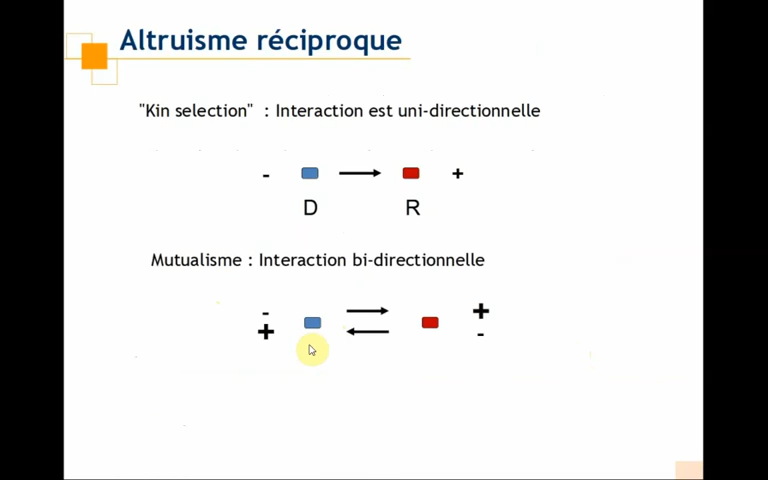 Altruisme réciproque
"Kin selection" : Interaction est uni-directionnelle
- +
D R
Mutualisme : Interaction bi-directionnelle
- +
+ -